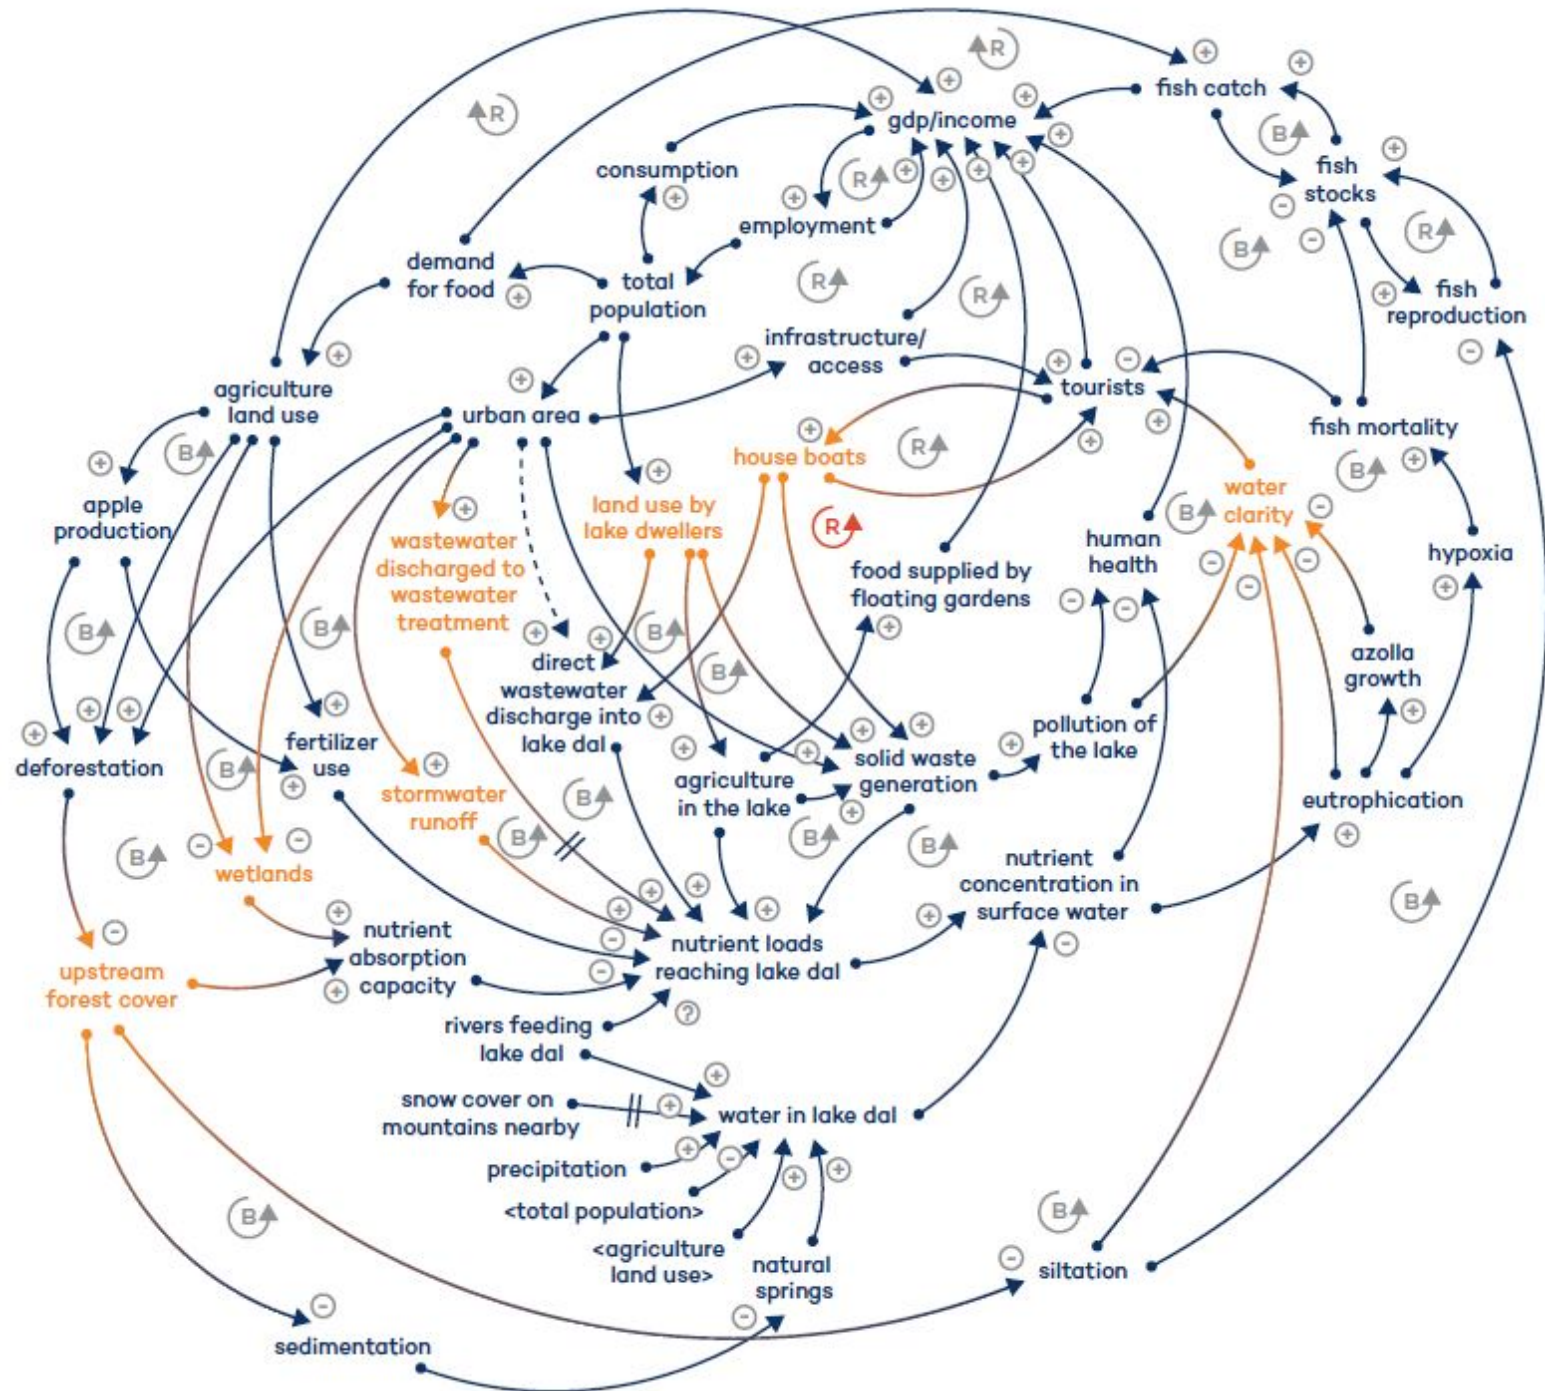 R
fish catch
gdp/income
R
B
consumption
R
fish
stocks
employment
R
B
demand
for food
total
population
R
R
fish
reproduction
infrastructure/
access
agriculture
land use
urban area
tourists
fish mortality
B
house boats
R
B
water
clarity
apple
production
land use by
lake dwellers
R
B
human
health
hypoxia
wastewater
discharged to
wastewater
treatment
food supplied by
floating gardens
B
B
B
direct
wastewater
discharge into
lake dal
B
azolla
growth
pollution of
the lake
deforestation
fertilizer
use
B
solid waste
generation
agriculture
in the lake
stormwater
runoff
B
B
B
B
eutrophication
B
wetlands
nutrient
concentration in
surface water
B
nutrient
absorption
capacity
nutrient loads
reaching lake dal
upstream
forest cover
rivers feeding
lake dal
?
snow cover on
mountains nearby
water in lake dal
precipitation
<total population>
B
B
<agriculture
land use>
natural
springs
siltation
sedimentation